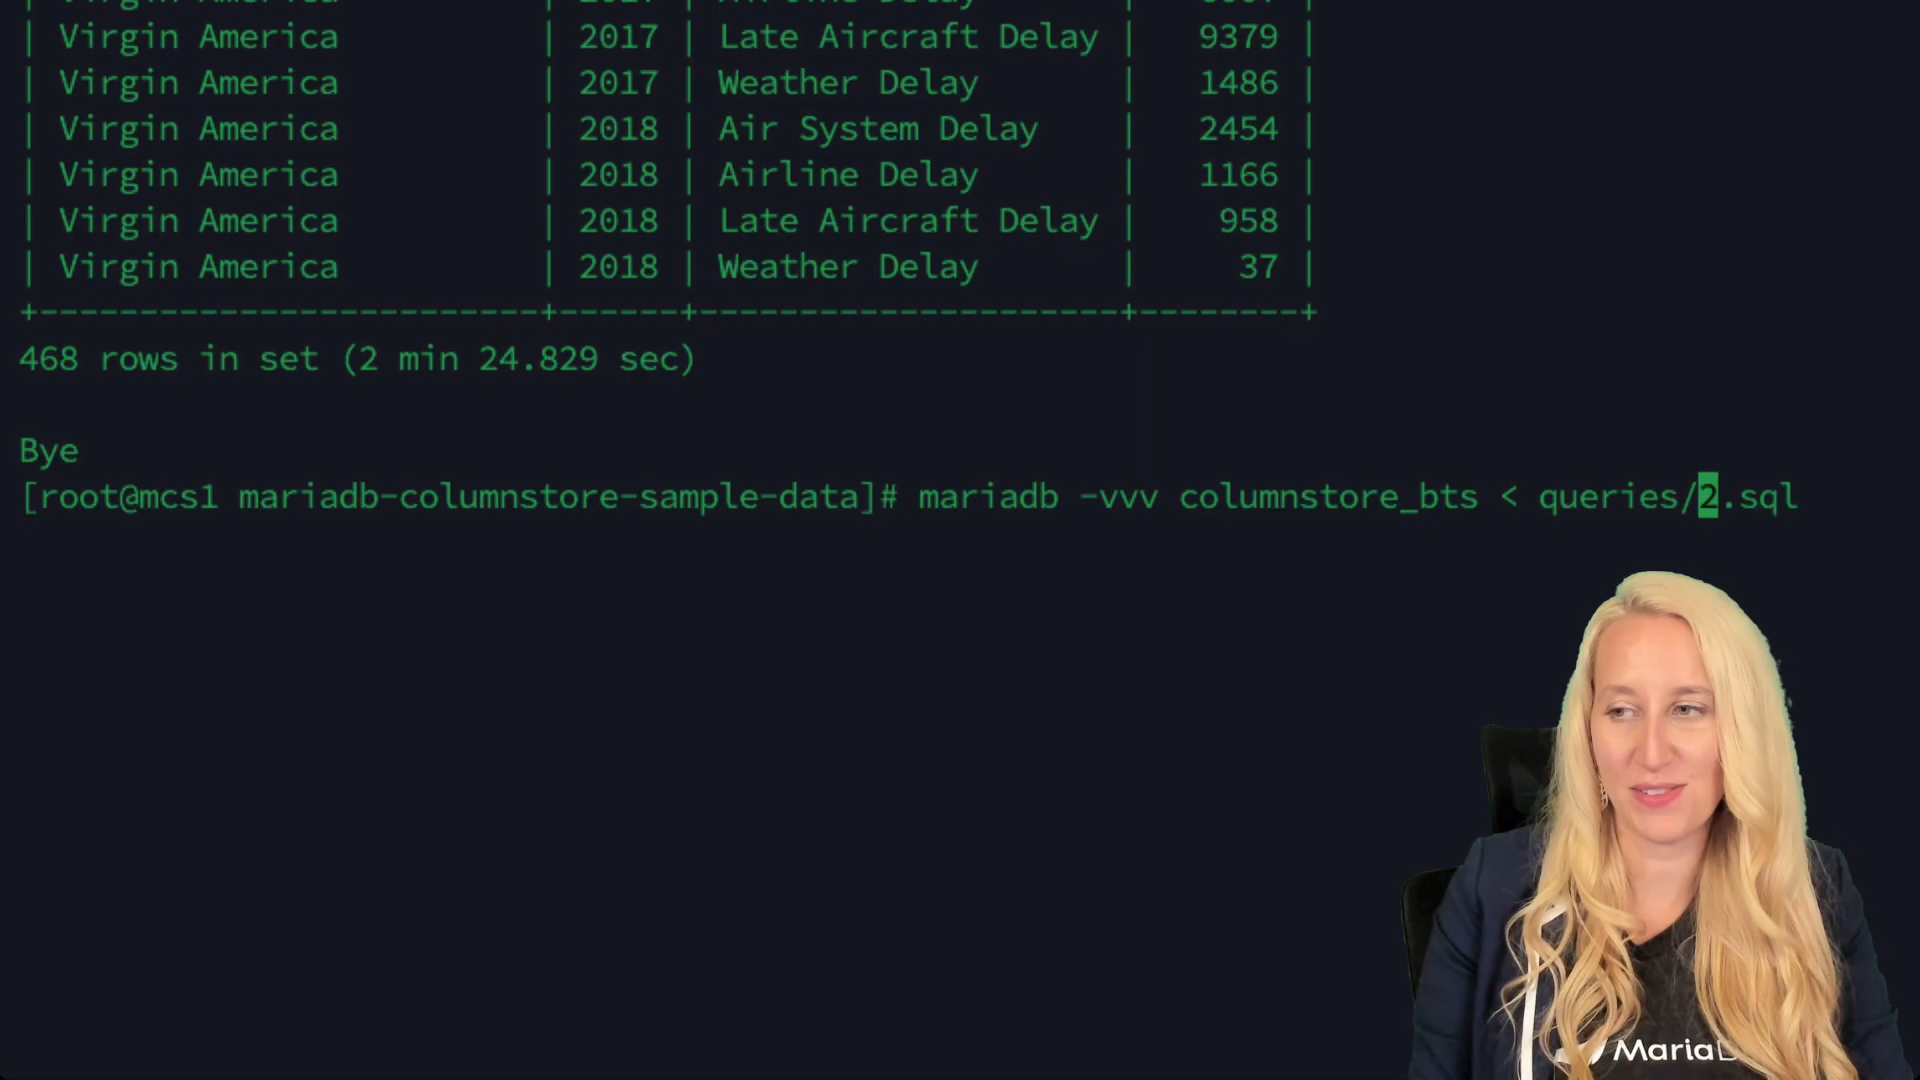 | Virgin America | 2017 | Late Aircraft Delay | 9379 |
| Virgin America | 2017 | Weather Delay | 1486 |
| Virgin America | 2018 | Air System Delay | 2454 |
| Virgin America | 2018 | Airline Delay | 1166 |
| Virgin America | 2018 | Late Aircraft Delay | 958 |
| Virgin America | 2018 | Weather Delay | 37 |
+--------------------------+------+---------------------+--------+
468 rows in set (2 min 24.829 sec)
Bye
[root@mcs1 mariadb-columnstore-sample-data]# mariadb -vvv columnstore_bts < queries/2.sql
Maria